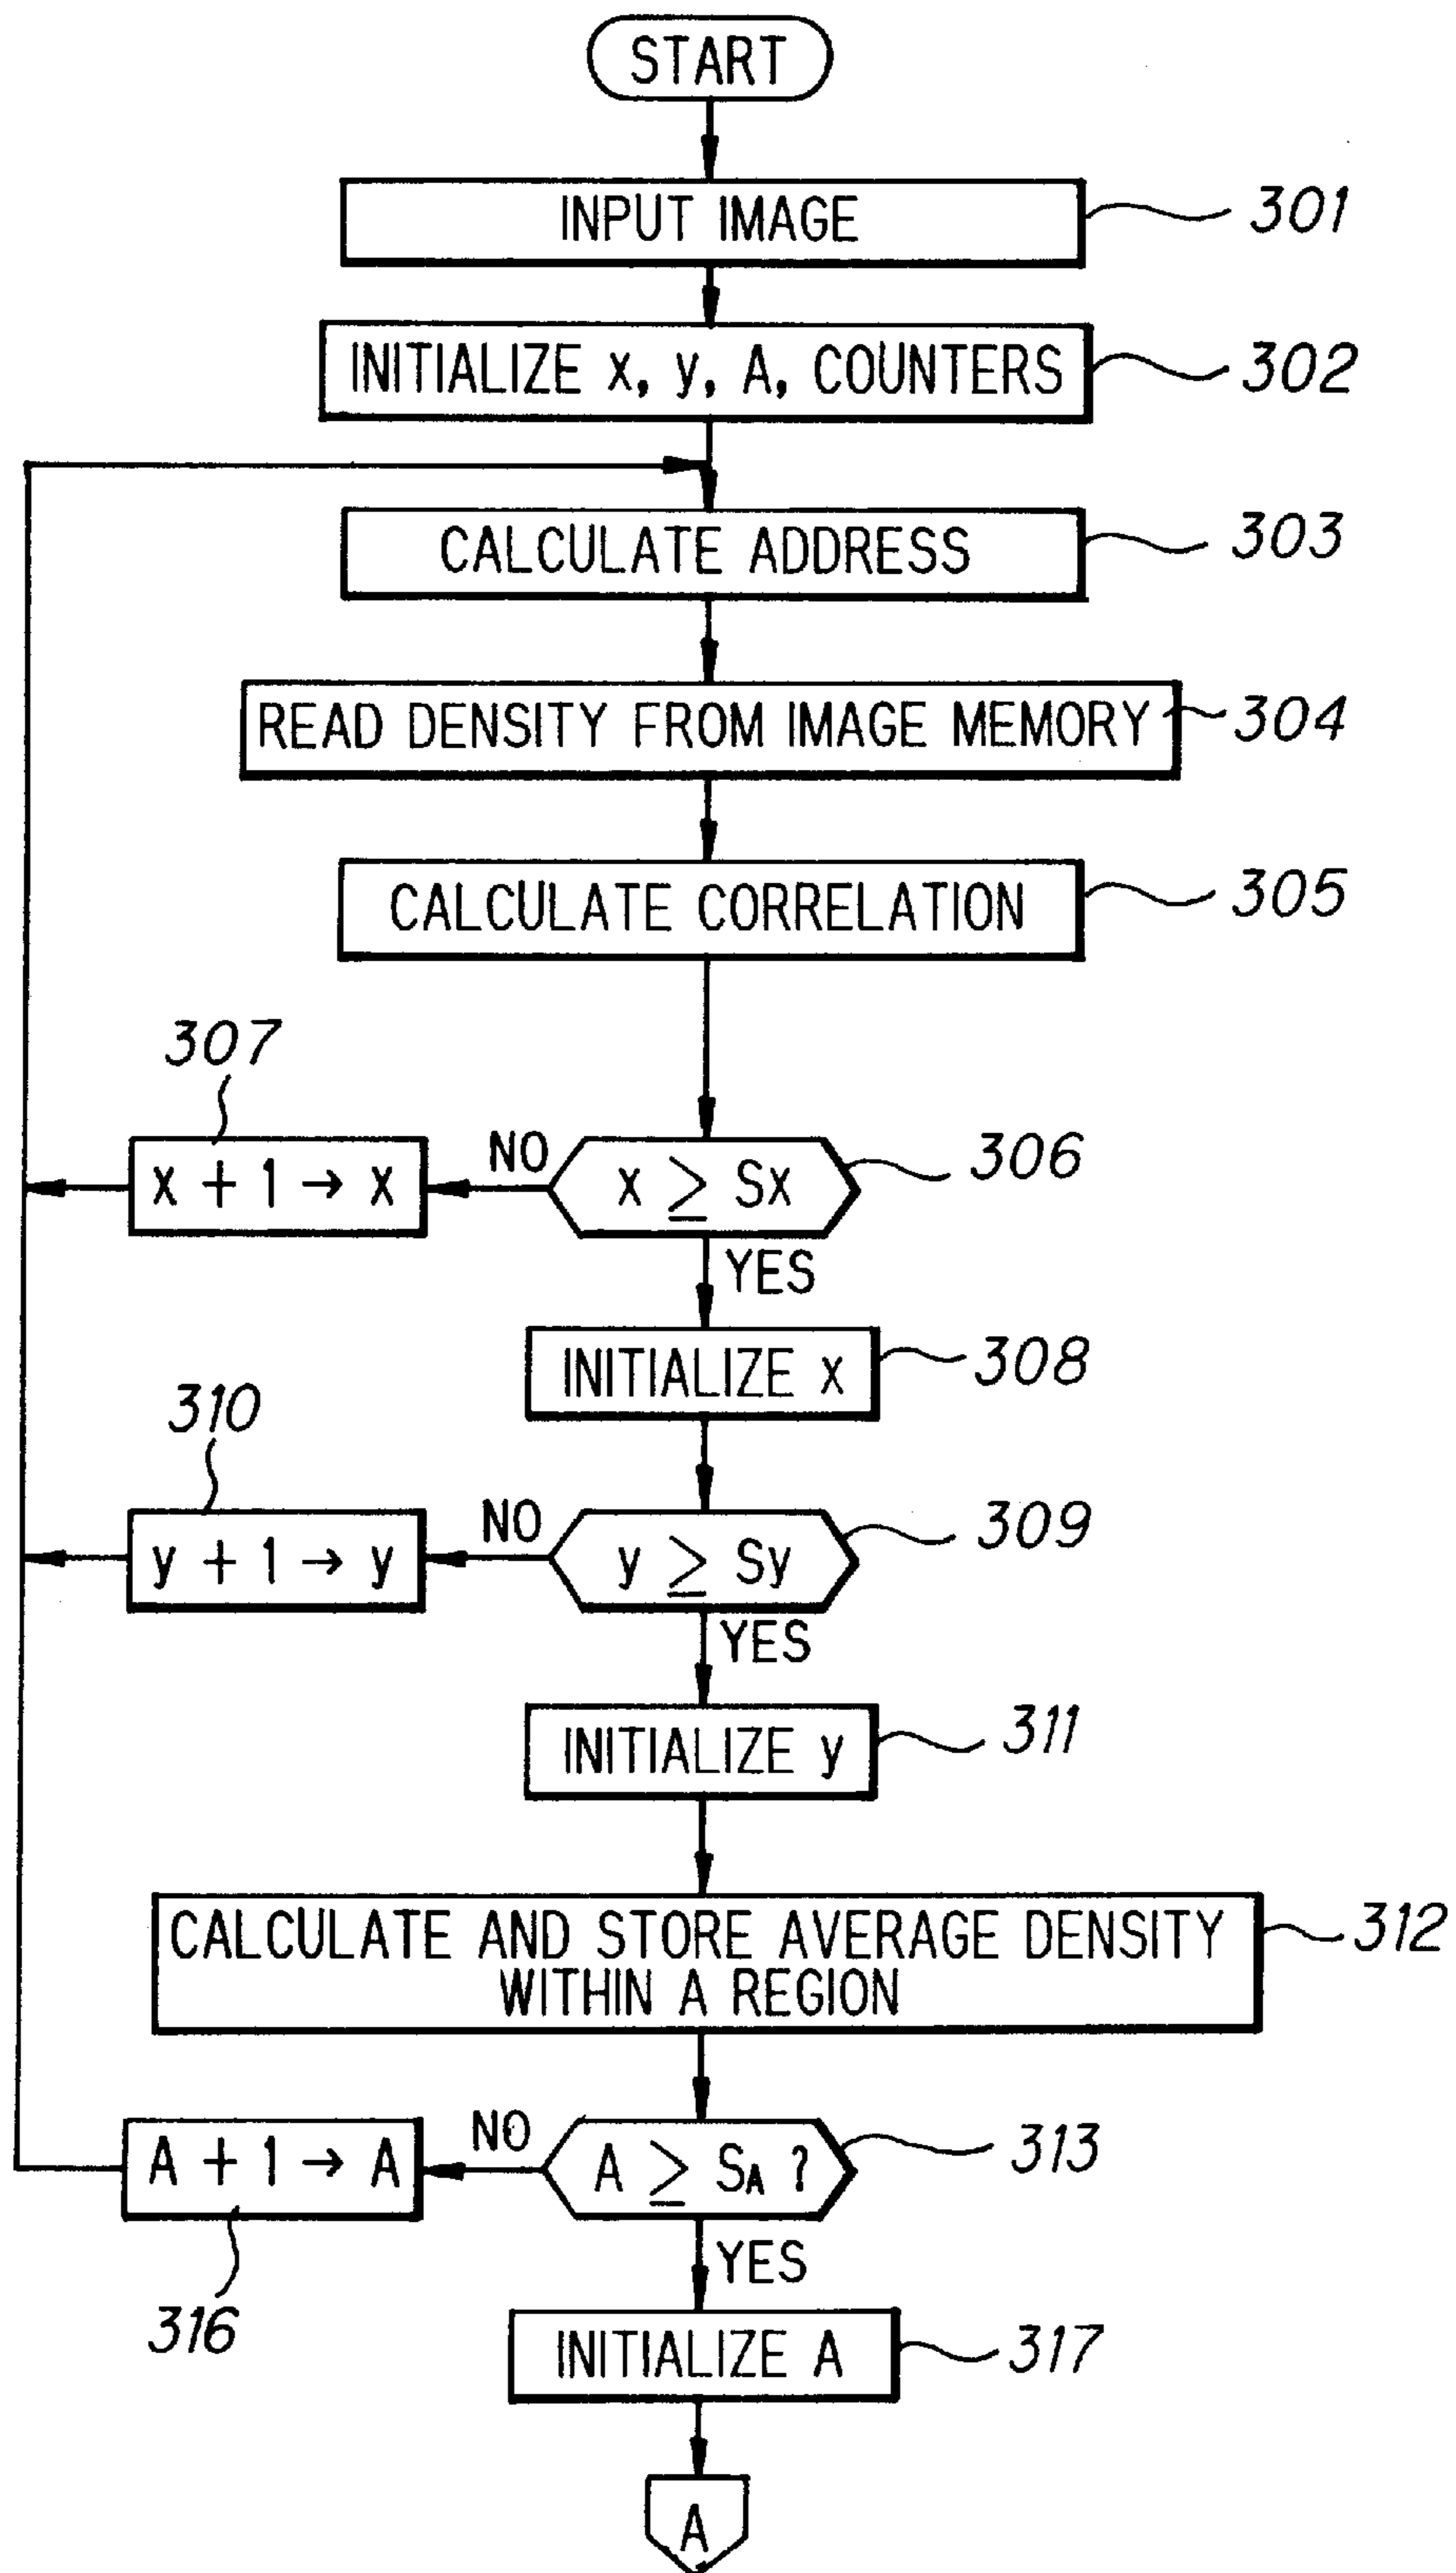 START
INPUT IMAGE
301
INITIALIZE x, y, A, COUNTERS
302
CALCULATE ADDRESS
303
READ DENSITY FROM IMAGE MEMORY
304
CALCULATE CORRELATION
305
307
x + 1 → x
NO
x ≥ Sx
306
YES
INITIALIZE x
308
310
y + 1 → y
NO
y ≥ Sy
309
YES
INITIALIZE y
311
CALCULATE AND STORE AVERAGE DENSITY
WITHIN A REGION
312
A + 1 → A
NO
A ≥ SA ?
313
YES
316
INITIALIZE A
317
A